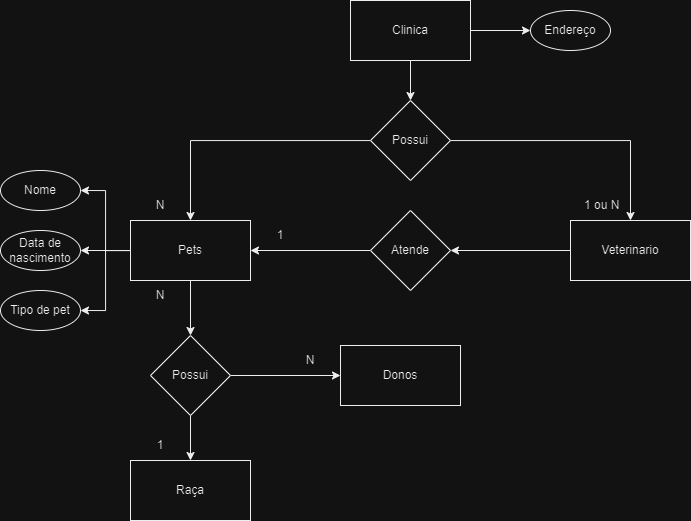 Clinica
Endereço
Possui
Nome
N
1 ou N
1
Data de
nascimento
Pets
Atende
Veterinario
Tipo de pet
N
Possui
N
Donos
1
Raça